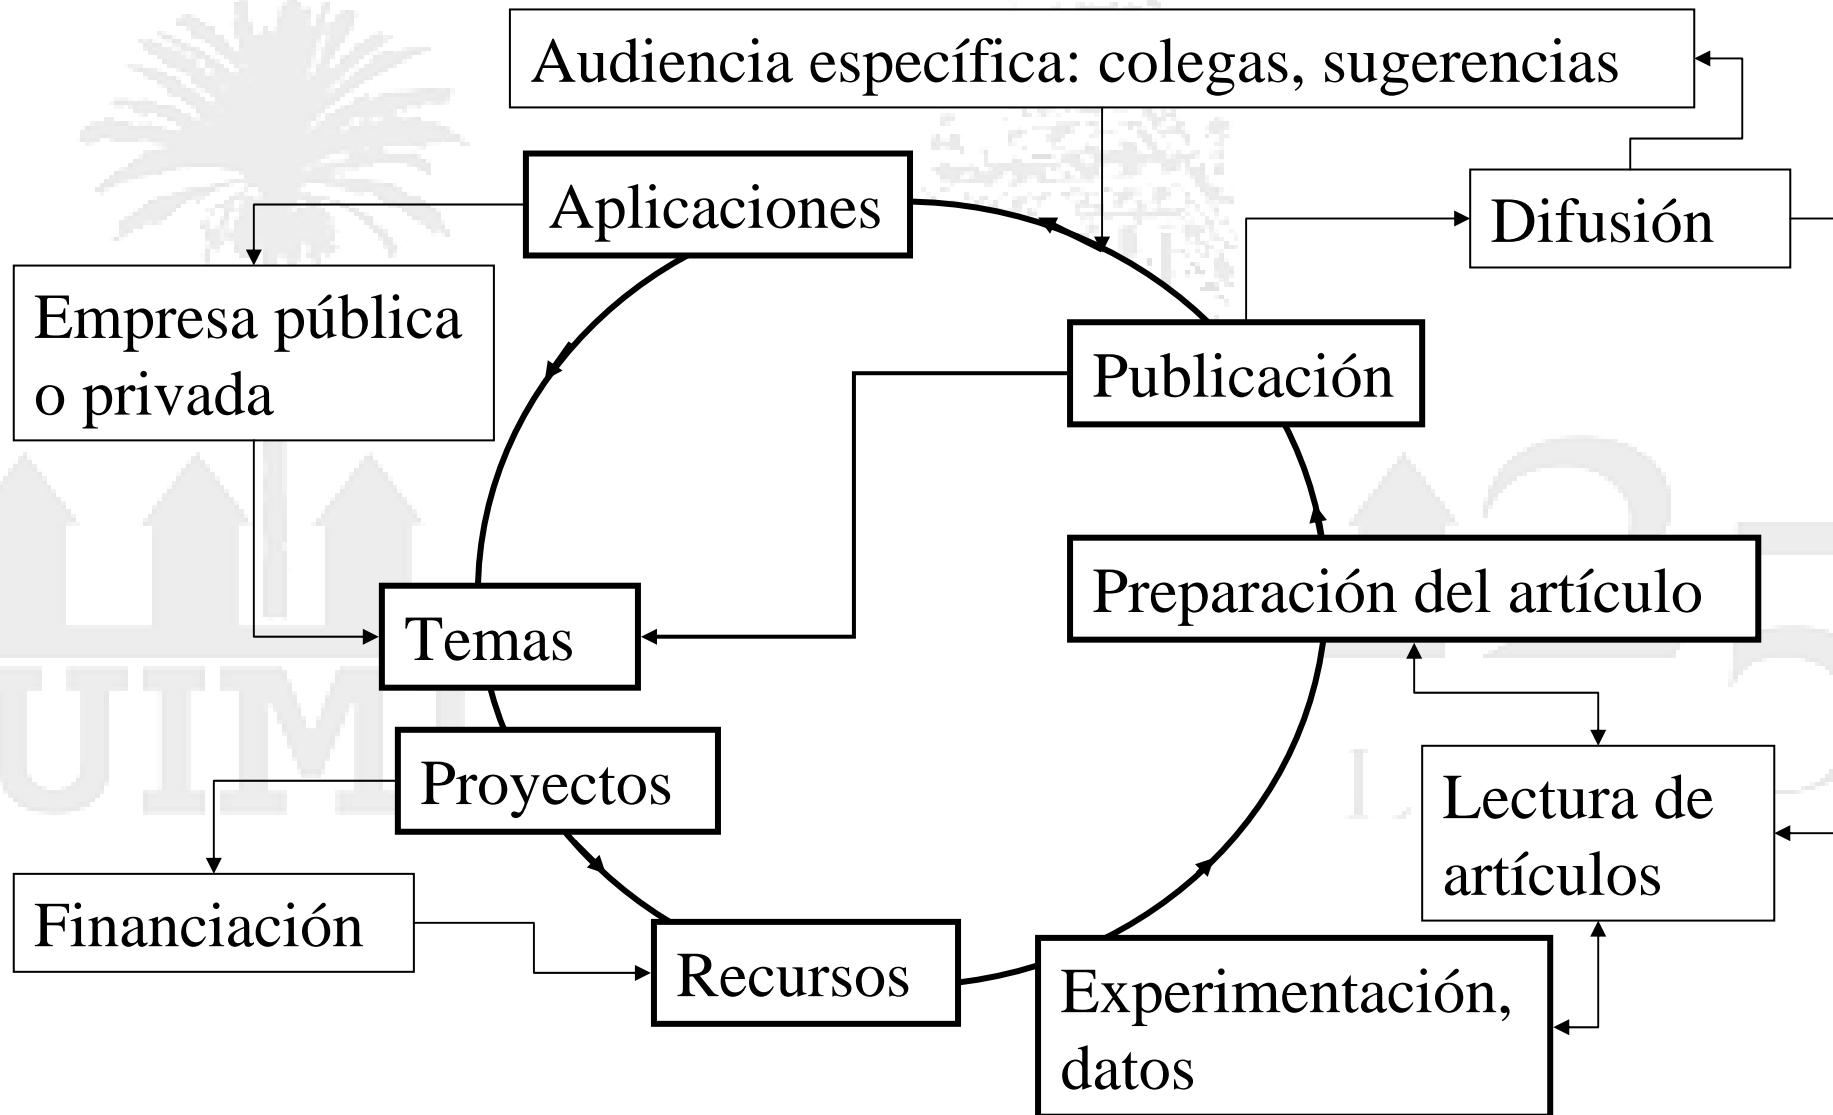 Audiencia específica: colegas, sugerencias
Aplicaciones
Difusión
Empresa pública
o privada
Publicación
Preparación del artículo
Temas
UIM
Proyectos
Lectura de
artículos
Financiación
Recursos
Experimentación,
datos